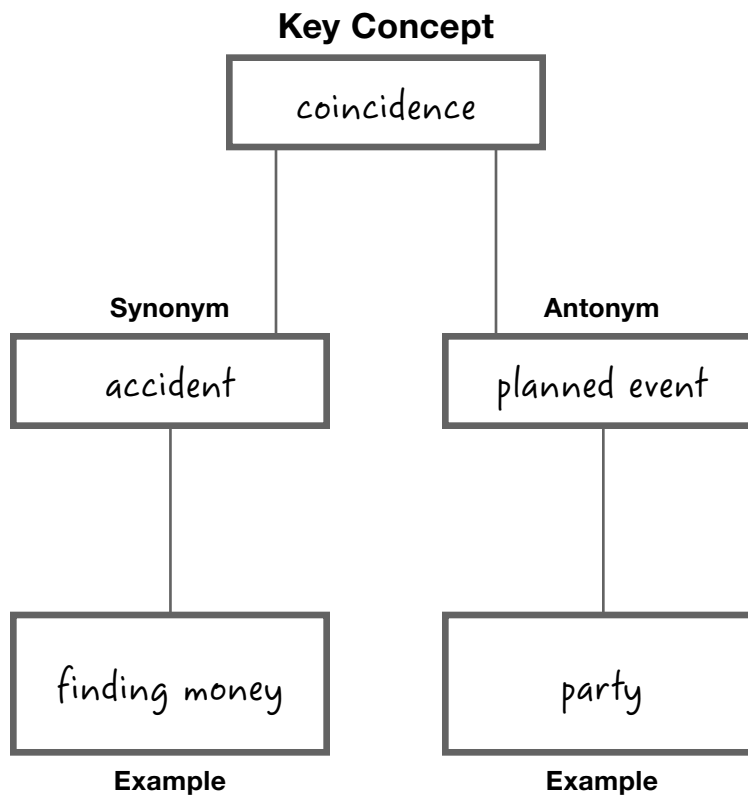 Key Concept
coincidence
Synonym
Antonym
accident
planned event
finding money
party
Example
Example